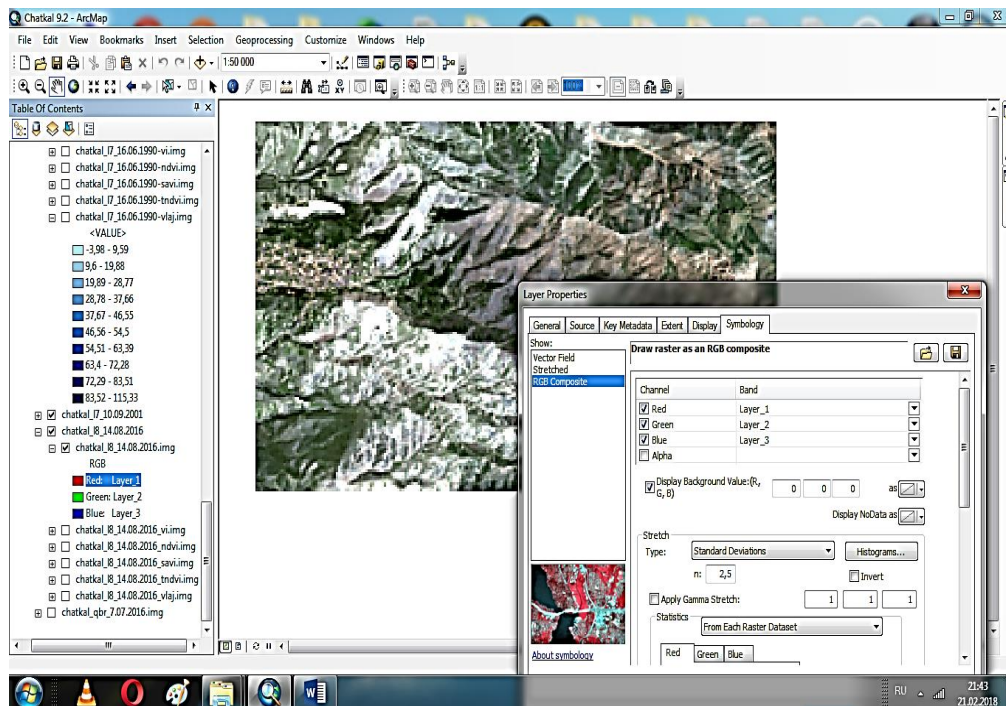 Chatkal 9.2 - ArcMap
File Edit View Bookmarks Insert Selection Geoprocessing Customize Windows Help
1:50 000
Table Of Contents
chatkal_l7_16.06.1990-vi.img
chatkal_l7_16.06.1990-ndvi.img
chatkal_l7_16.06.1990-savi.img
chatkal_l7_16.06.1990-tndvi.img
chatkal_l7_16.06.1990-vlaj.img
<VALUE>
-3,98 - 9,59
9,6 - 19,88
19,89 - 28,77
28,78 - 37,66
37,67 - 46,55
46,56 - 54,5
54,51 - 63,39
63,4 - 72,28
72,29 - 83,51
83,52 - 115,33
chatkal_l7_10.09.2001
chatkal_l8_14.08.2016
chatkal_l8_14.08.2016.img
RGB
Red: Layer_1
Green: Layer_2
Blue: Layer_3
chatkal_l8_14.08.2016_vi.img
chatkal_l8_14.08.2016_ndvi.img
chatkal_l8_14.08.2016_savi.img
chatkal_l8_14.08.2016_tndvi.img
chatkal_l8_14.08.2016_vlaj.img
chatkal_qbr_7.07.2016.img
Layer Properties
General Source Key Metadata Extent Display Symbology
Show:
Vector Field
Stretched
RGB Composite
Draw raster as an RGB composite
Channel Band
Red Layer_1
Green Layer_2
Blue Layer_3
Alpha
Display Background Value:(R, G, B) 0 0 0 as
Display NoData as
Stretch
Type: Standard Deviations Histograms...
n: 2,5 Invert
Apply Gamma Stretch: 1 1 1
Statistics
From Each Raster Dataset
Red Green Blue
About symbology
RU 21:43
21.02.2018